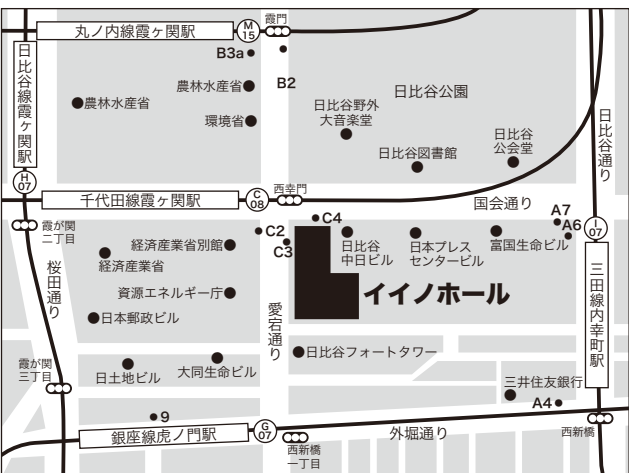 丸ノ内線霞ヶ関駅
M
15
霞門
B3a
B2
日比谷線霞ヶ関駅
農林水産省
農林水産省
環境省
日比谷公園
日比谷野外
大音楽堂
日比谷図書館
日比谷
公会堂
日比谷通り
H
07
千代田線霞ヶ関駅
C
08
西幸門
国会通り
霞が関
二丁目
桜田通り
経済産業省別館
経済産業省
資源エネルギー庁
日本郵政ビル
C2
C3
C4
愛宕通り
日比谷
中日ビル
日本プレス
センタービル
富国生命ビル
A7
A6
I
07
三田線内幸町駅
イイノホール
日比谷フォートタワー
霞が関
三丁目
日土地ビル
大同生命ビル
三井住友銀行
A4
9
銀座線虎ノ門駅
G
07
西新橋
一丁目
外堀通り
西新橋